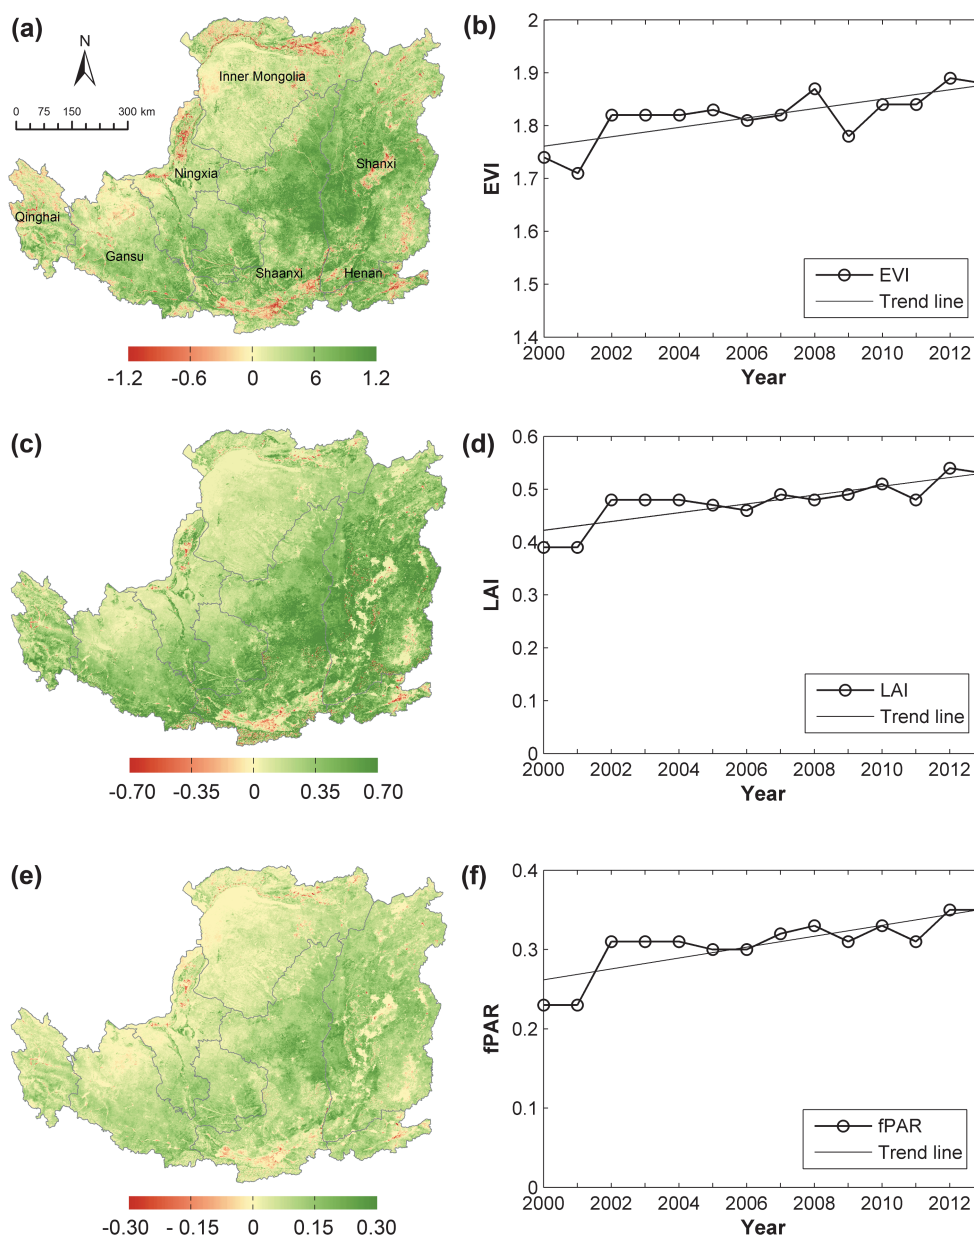 (a)
N
0 75 150 300 km
Inner Mongolia
Shanxi
Ningxia
Qinghai
Gansu
Shaanxi
Henan
-1.2 -0.6 0 6 1.2
(b)
2
1.9
1.8
1.7
1.6
1.5
1.4
EVI
EVI
Trend line
2000 2002 2004 2006 2008 2010 2012
Year
(c)
-0.70 -0.35 0 0.35 0.70
(d)
0.6
0.5
0.4
0.3
0.2
0.1
0
LAI
LAI
Trend line
2000 2002 2004 2006 2008 2010 2012
Year
(e)
-0.30 - 0.15 0 0.15 0.30
(f)
0.4
0.3
0.2
0.1
0
fPAR
fPAR
Trend line
2000 2002 2004 2006 2008 2010 2012
Year